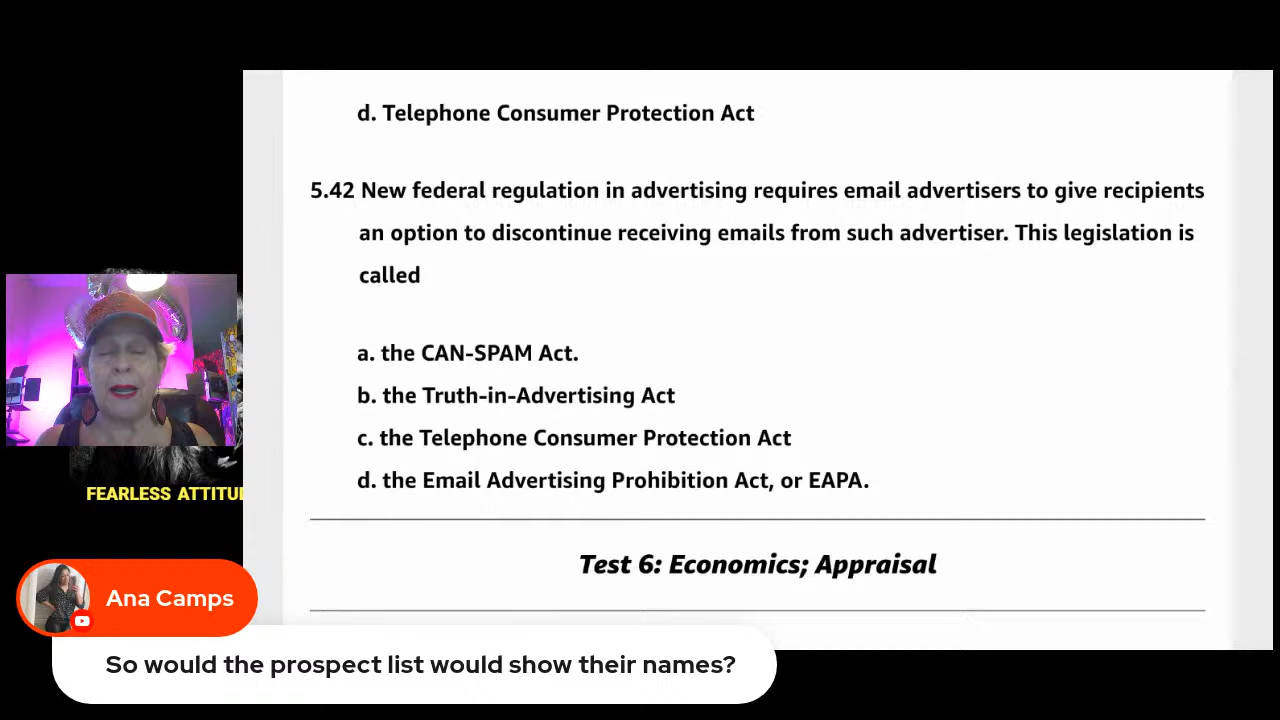 d. Telephone Consumer Protection Act
5.42 New federal regulation in advertising requires email advertisers to give recipients
an option to discontinue receiving emails from such advertiser. This legislation is
called
a. the CAN-SPAM Act.
b. the Truth-in-Advertising Act
c. the Telephone Consumer Protection Act
d. the Email Advertising Prohibition Act, or EAPA.
Test 6: Economics; Appraisal
FEARLESS ATTITU
Ana Camps
So would the prospect list would show their names?